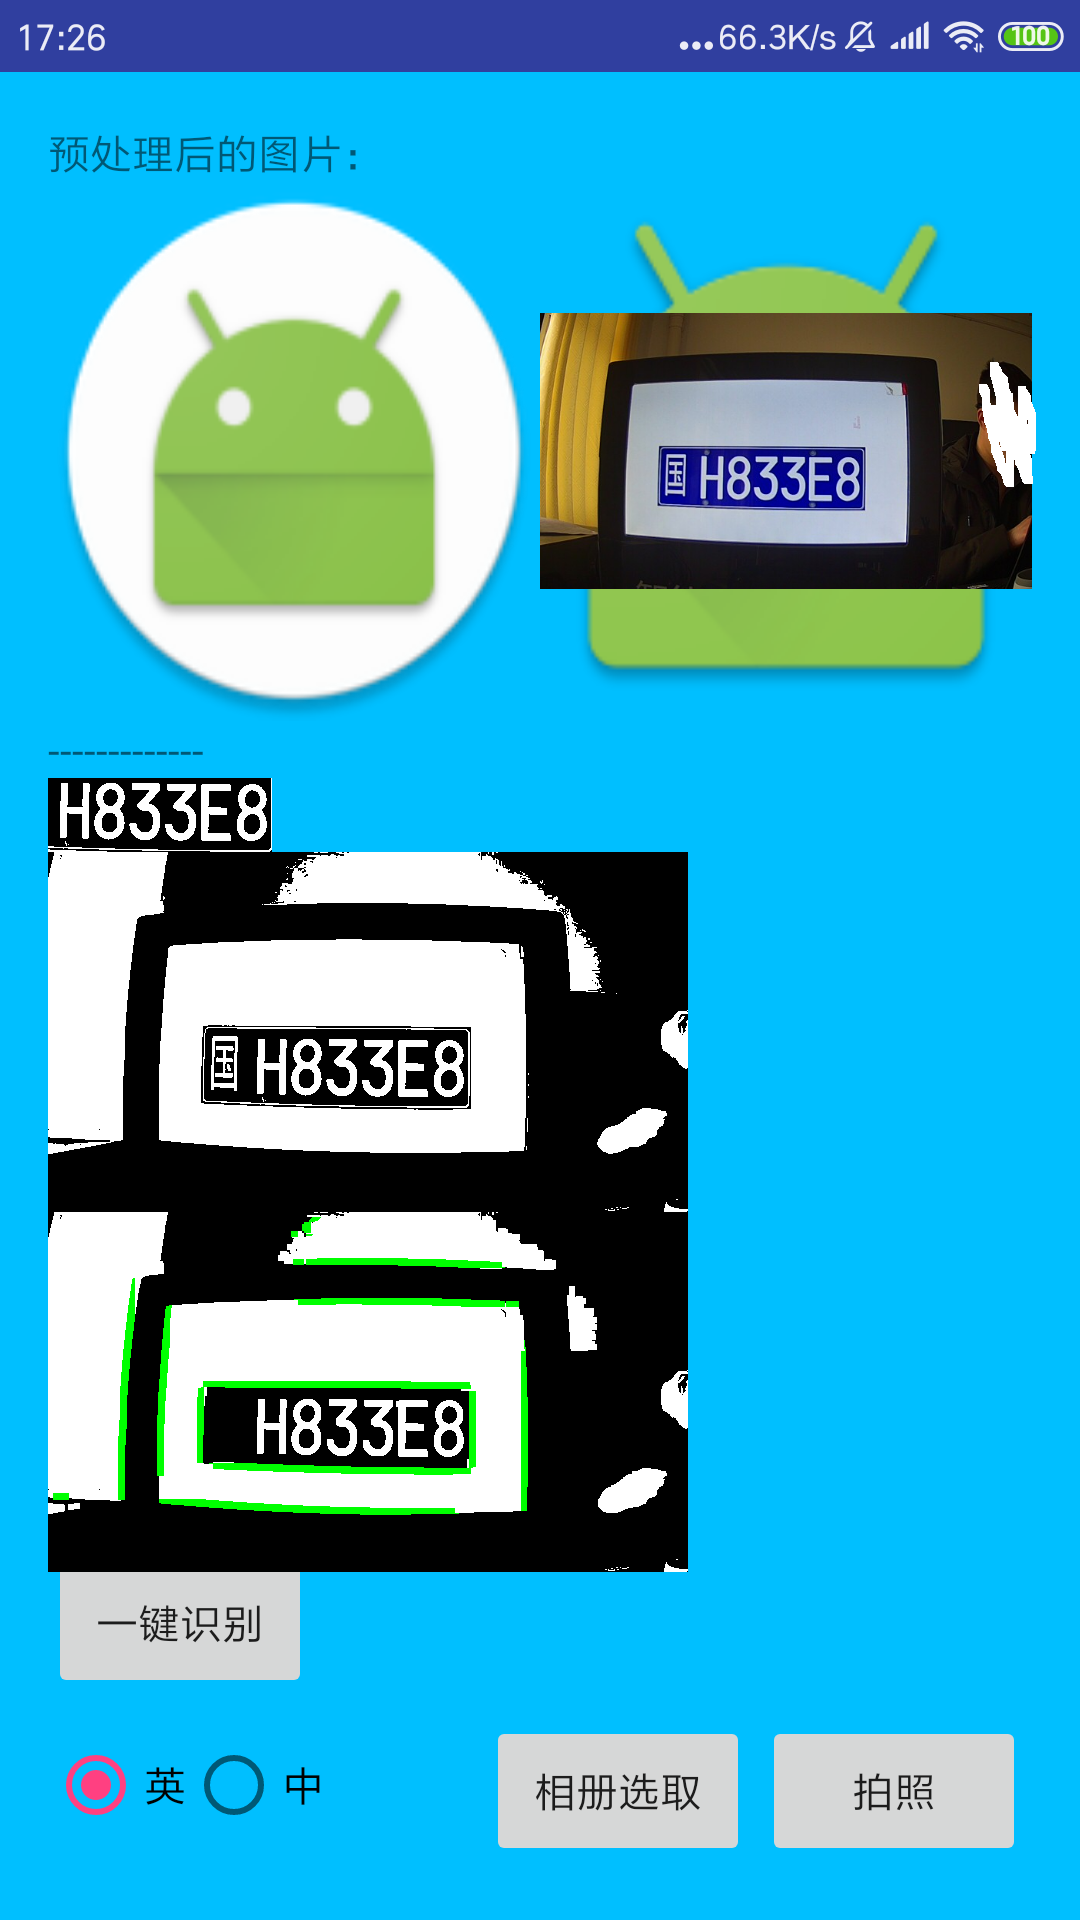 17:26
...66.3K/s
100
预处理后的图片:
国 H833E8
-------------
H833E8
国 H833E8
H833E8
一键识别
英
中
相册选取
拍照